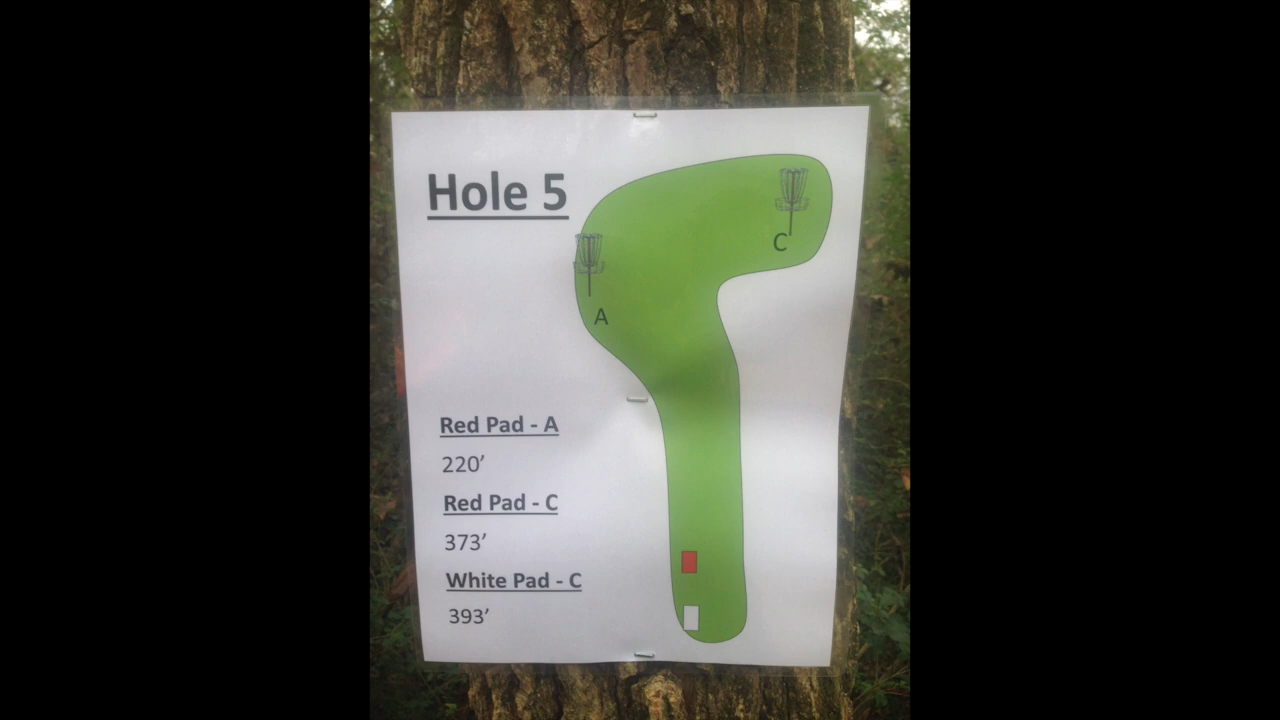 Hole 5
C
A
Red Pad - A
220’
Red Pad - C
373’
White Pad - C
393’